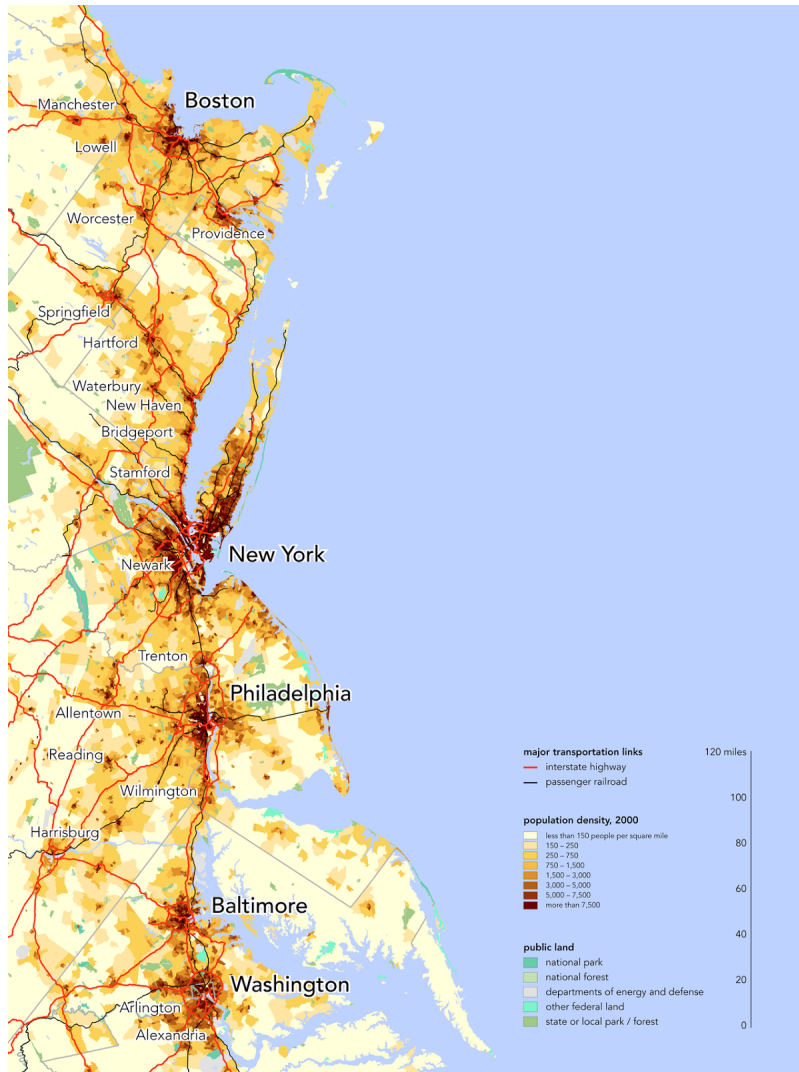 Boston
Manchester
Lowell
Worcester
Providence
Springfield
Hartford
Waterbury
New Haven
Bridgeport
Stamford
New York
Newark
Trenton
Philadelphia
Allentown
Reading
Wilmington
Harrisburg
Baltimore
Washington
Arlington
Alexandria
major transportation links
interstate highway
passenger railroad
population density, 2000
less than 150 people per square mile
150 – 250
250 – 750
750 – 1,500
1,500 – 3,000
3,000 – 5,000
5,000 – 7,500
more than 7,500
public land
national park
national forest
departments of energy and defense
other federal land
state or local park / forest
120 miles
100
80
60
40
20
0